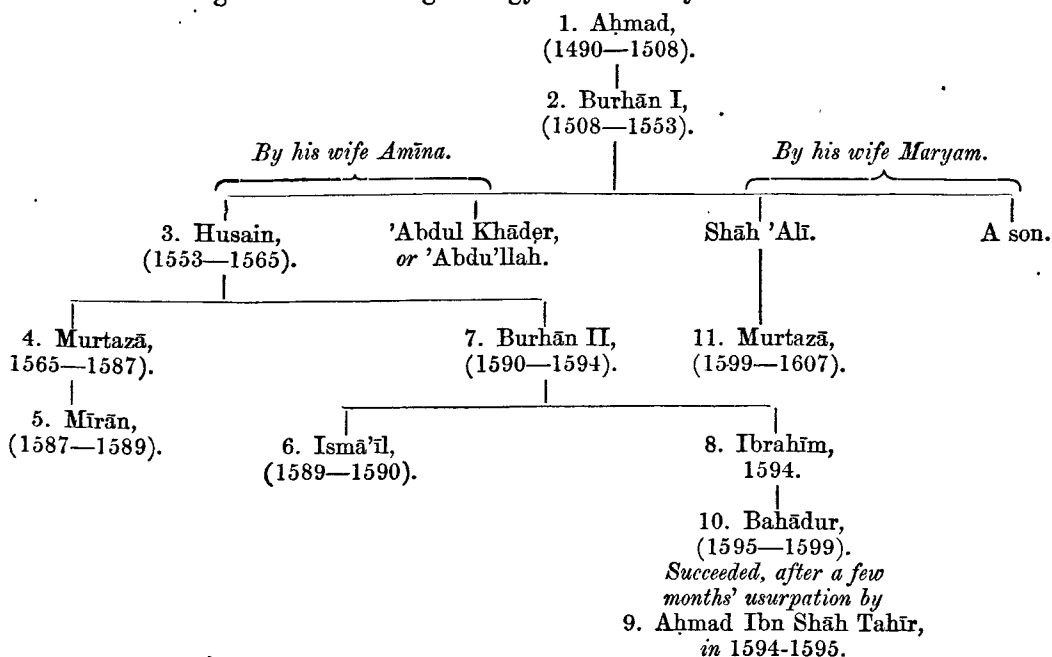 1. Aḥmad,
(1490—1508).
2. Burhān I,
(1508—1553).
By his wife Amīna.
By his wife Maryam.
3. Husain,
(1553—1565).
'Abdul Khāḍer,
or 'Abdu'llah.
Shāh 'Alī.
A son.
4. Murtazā,
1565—1587).
7. Burhān II,
(1590—1594).
11. Murtazā,
(1599—1607).
5. Mīrān,
(1587—1589).
6. Ismā'īl,
(1589—1590).
8. Ibrahīm,
1594.
10. Bahādur,
(1595—1599).
Succeeded, after a few
months' usurpation by
9. Aḥmad Ibn Shāh Tahīr,
in 1594-1595.